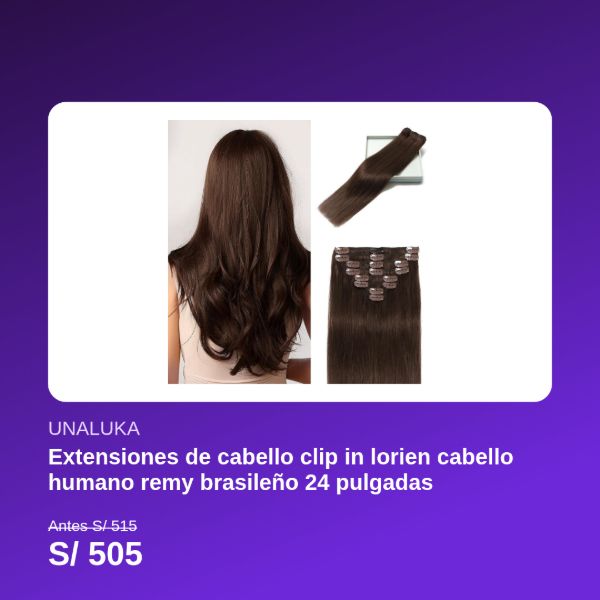 UNALUKA
Extensiones de cabello clip in lorien cabello
humano remy brasileño 24 pulgadas
Antes S/ 515
S/ 505